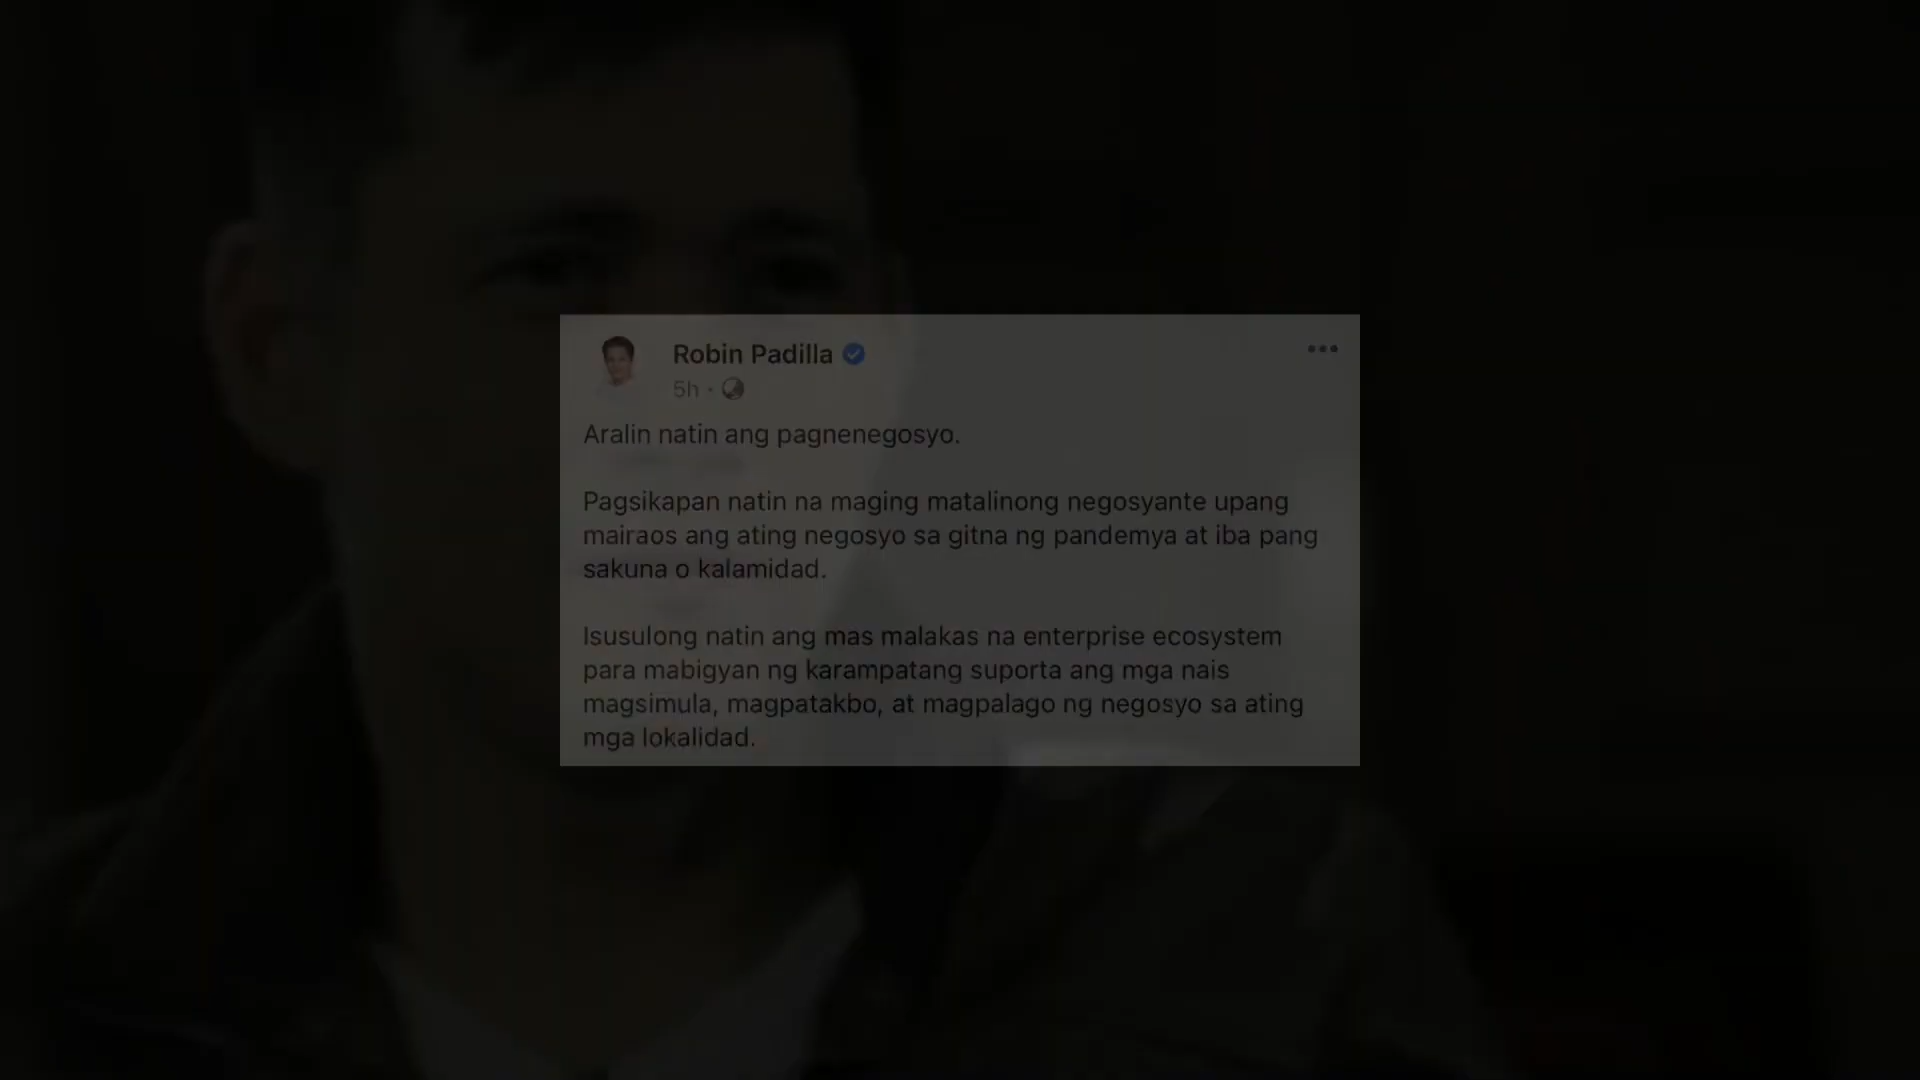 Robin Padilla
5h ·
Aralin natin ang pagnenegosyo.
Pagsikapan natin na maging matalinong negosyante upang
mairaos ang ating negosyo sa gitna ng pandemya at iba pang
sakuna o kalamidad.
Isusulong natin ang mas malakas na enterprise ecosystem
para mabigyan ng karampatang suporta ang mga nais
magsimula, magpatakbo, at magpalago ng negosyo sa ating
mga lokalidad.